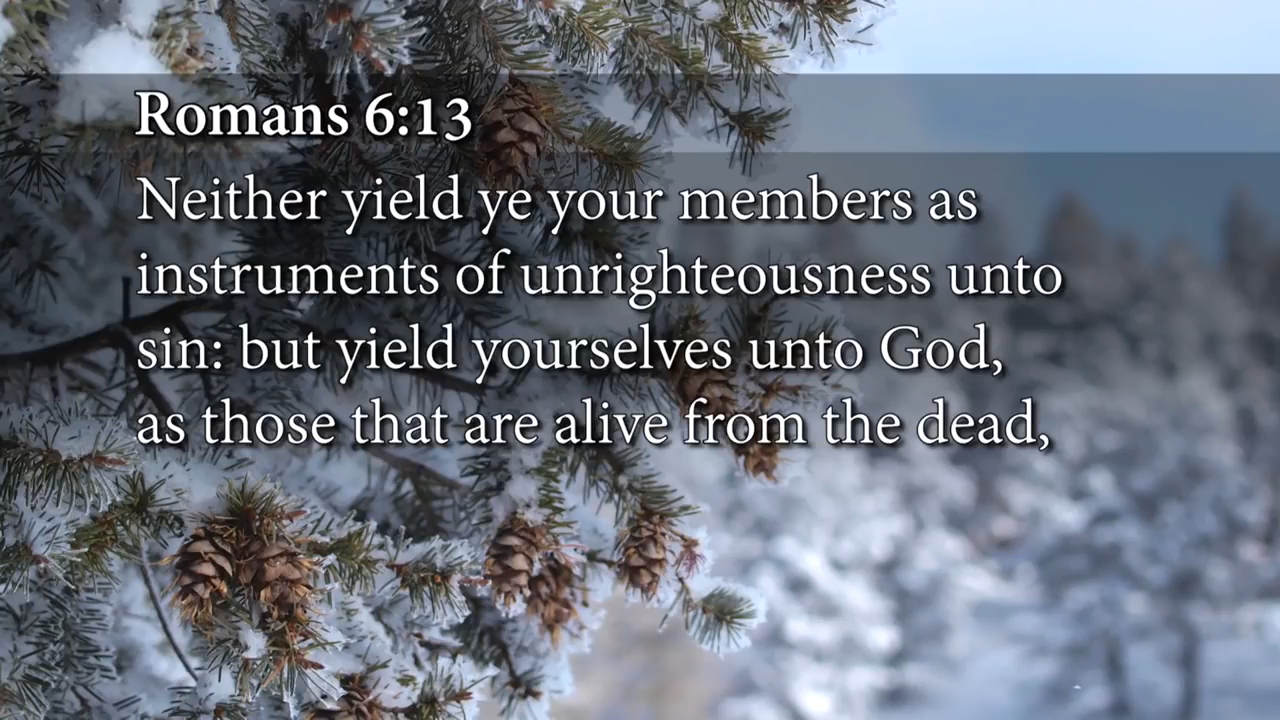 Romans 6:13
Neither yield ye your members as
instruments of unrighteousness unto
sin: but yield yourselves unto God,
as those that are alive from the dead,